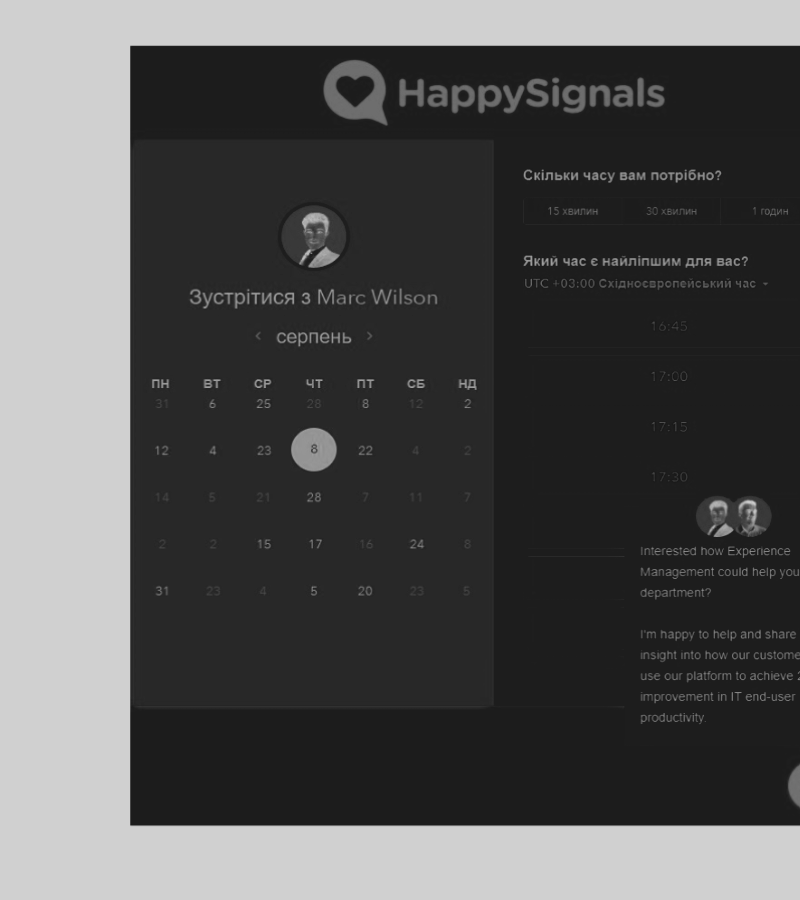 HappySignals
Зустрітися з Marc Wilson
серпень
ПН ВТ СР ЧТ ПТ СБ НД
31 6 25 28 8 12 2
12 4 23 8 22 4 2
14 5 21 28 7 11 7
2 2 15 17 16 24 8
31 23 4 5 20 23 5
Скільки часу вам потрібно?
15 хвилин 30 хвилин 1 годин
Який час є найліпшим для вас?
UTC +03:00 Східноєвропейський час
16:45
17:00
17:15
17:30
Interested how Experience
Management could help you
department?
I'm happy to help and share
insight into how our custome
use our platform to achieve 2
improvement in IT end-user
productivity.